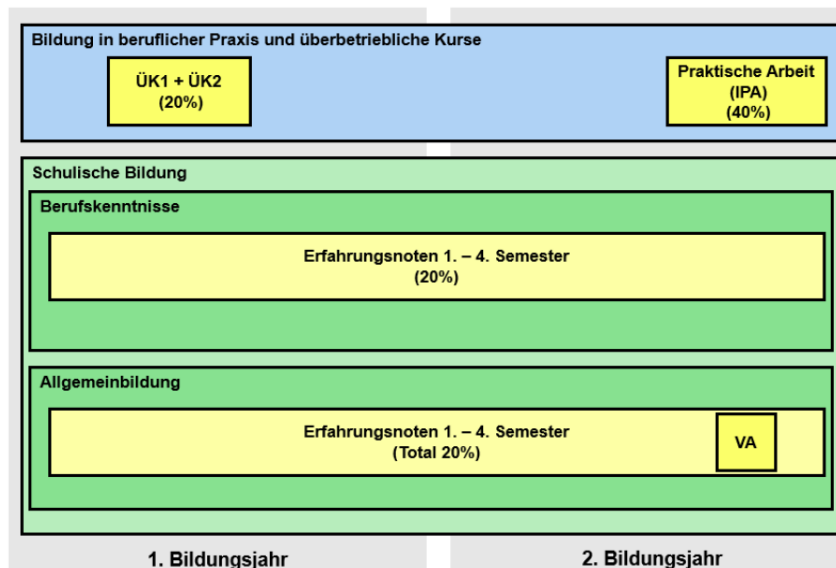 Bildung in beruflicher Praxis und überbetriebliche Kurse
ÜK1 + ÜK2
(20%)
Praktische Arbeit
(IPA)
(40%)
Schulische Bildung
Berufskenntnisse
Erfahrungsnoten 1. – 4. Semester
(20%)
Allgemeinbildung
Erfahrungsnoten 1. – 4. Semester
(Total 20%)
VA
1. Bildungsjahr
2. Bildungsjahr